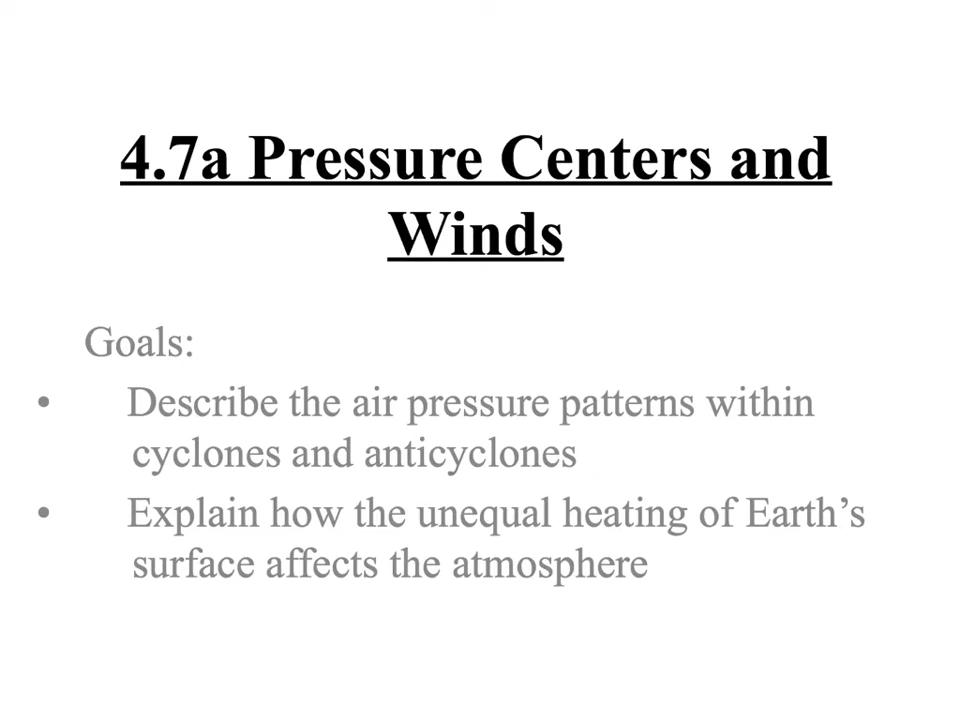 4.7a Pressure Centers and
Winds
Goals:
• Describe the air pressure patterns within
cyclones and anticyclones
• Explain how the unequal heating of Earth’s
surface affects the atmosphere